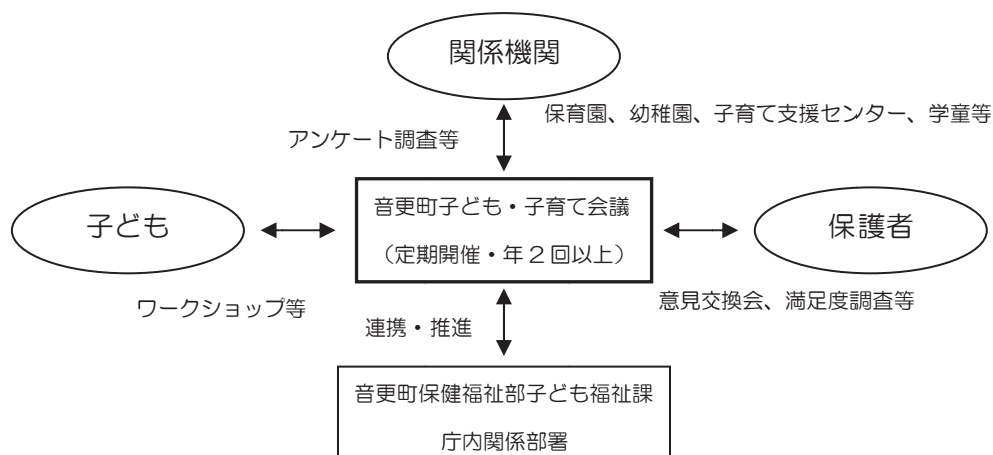 関係機関
保育園、幼稚園、子育て支援センター、学童等
アンケート調査等
音更町子ども・子育て会議
（定期開催・年２回以上）
子ども
保護者
ワークショップ等
意見交換会、満足度調査等
連携・推進
音更町保健福祉部子ども福祉課
庁内関係部署